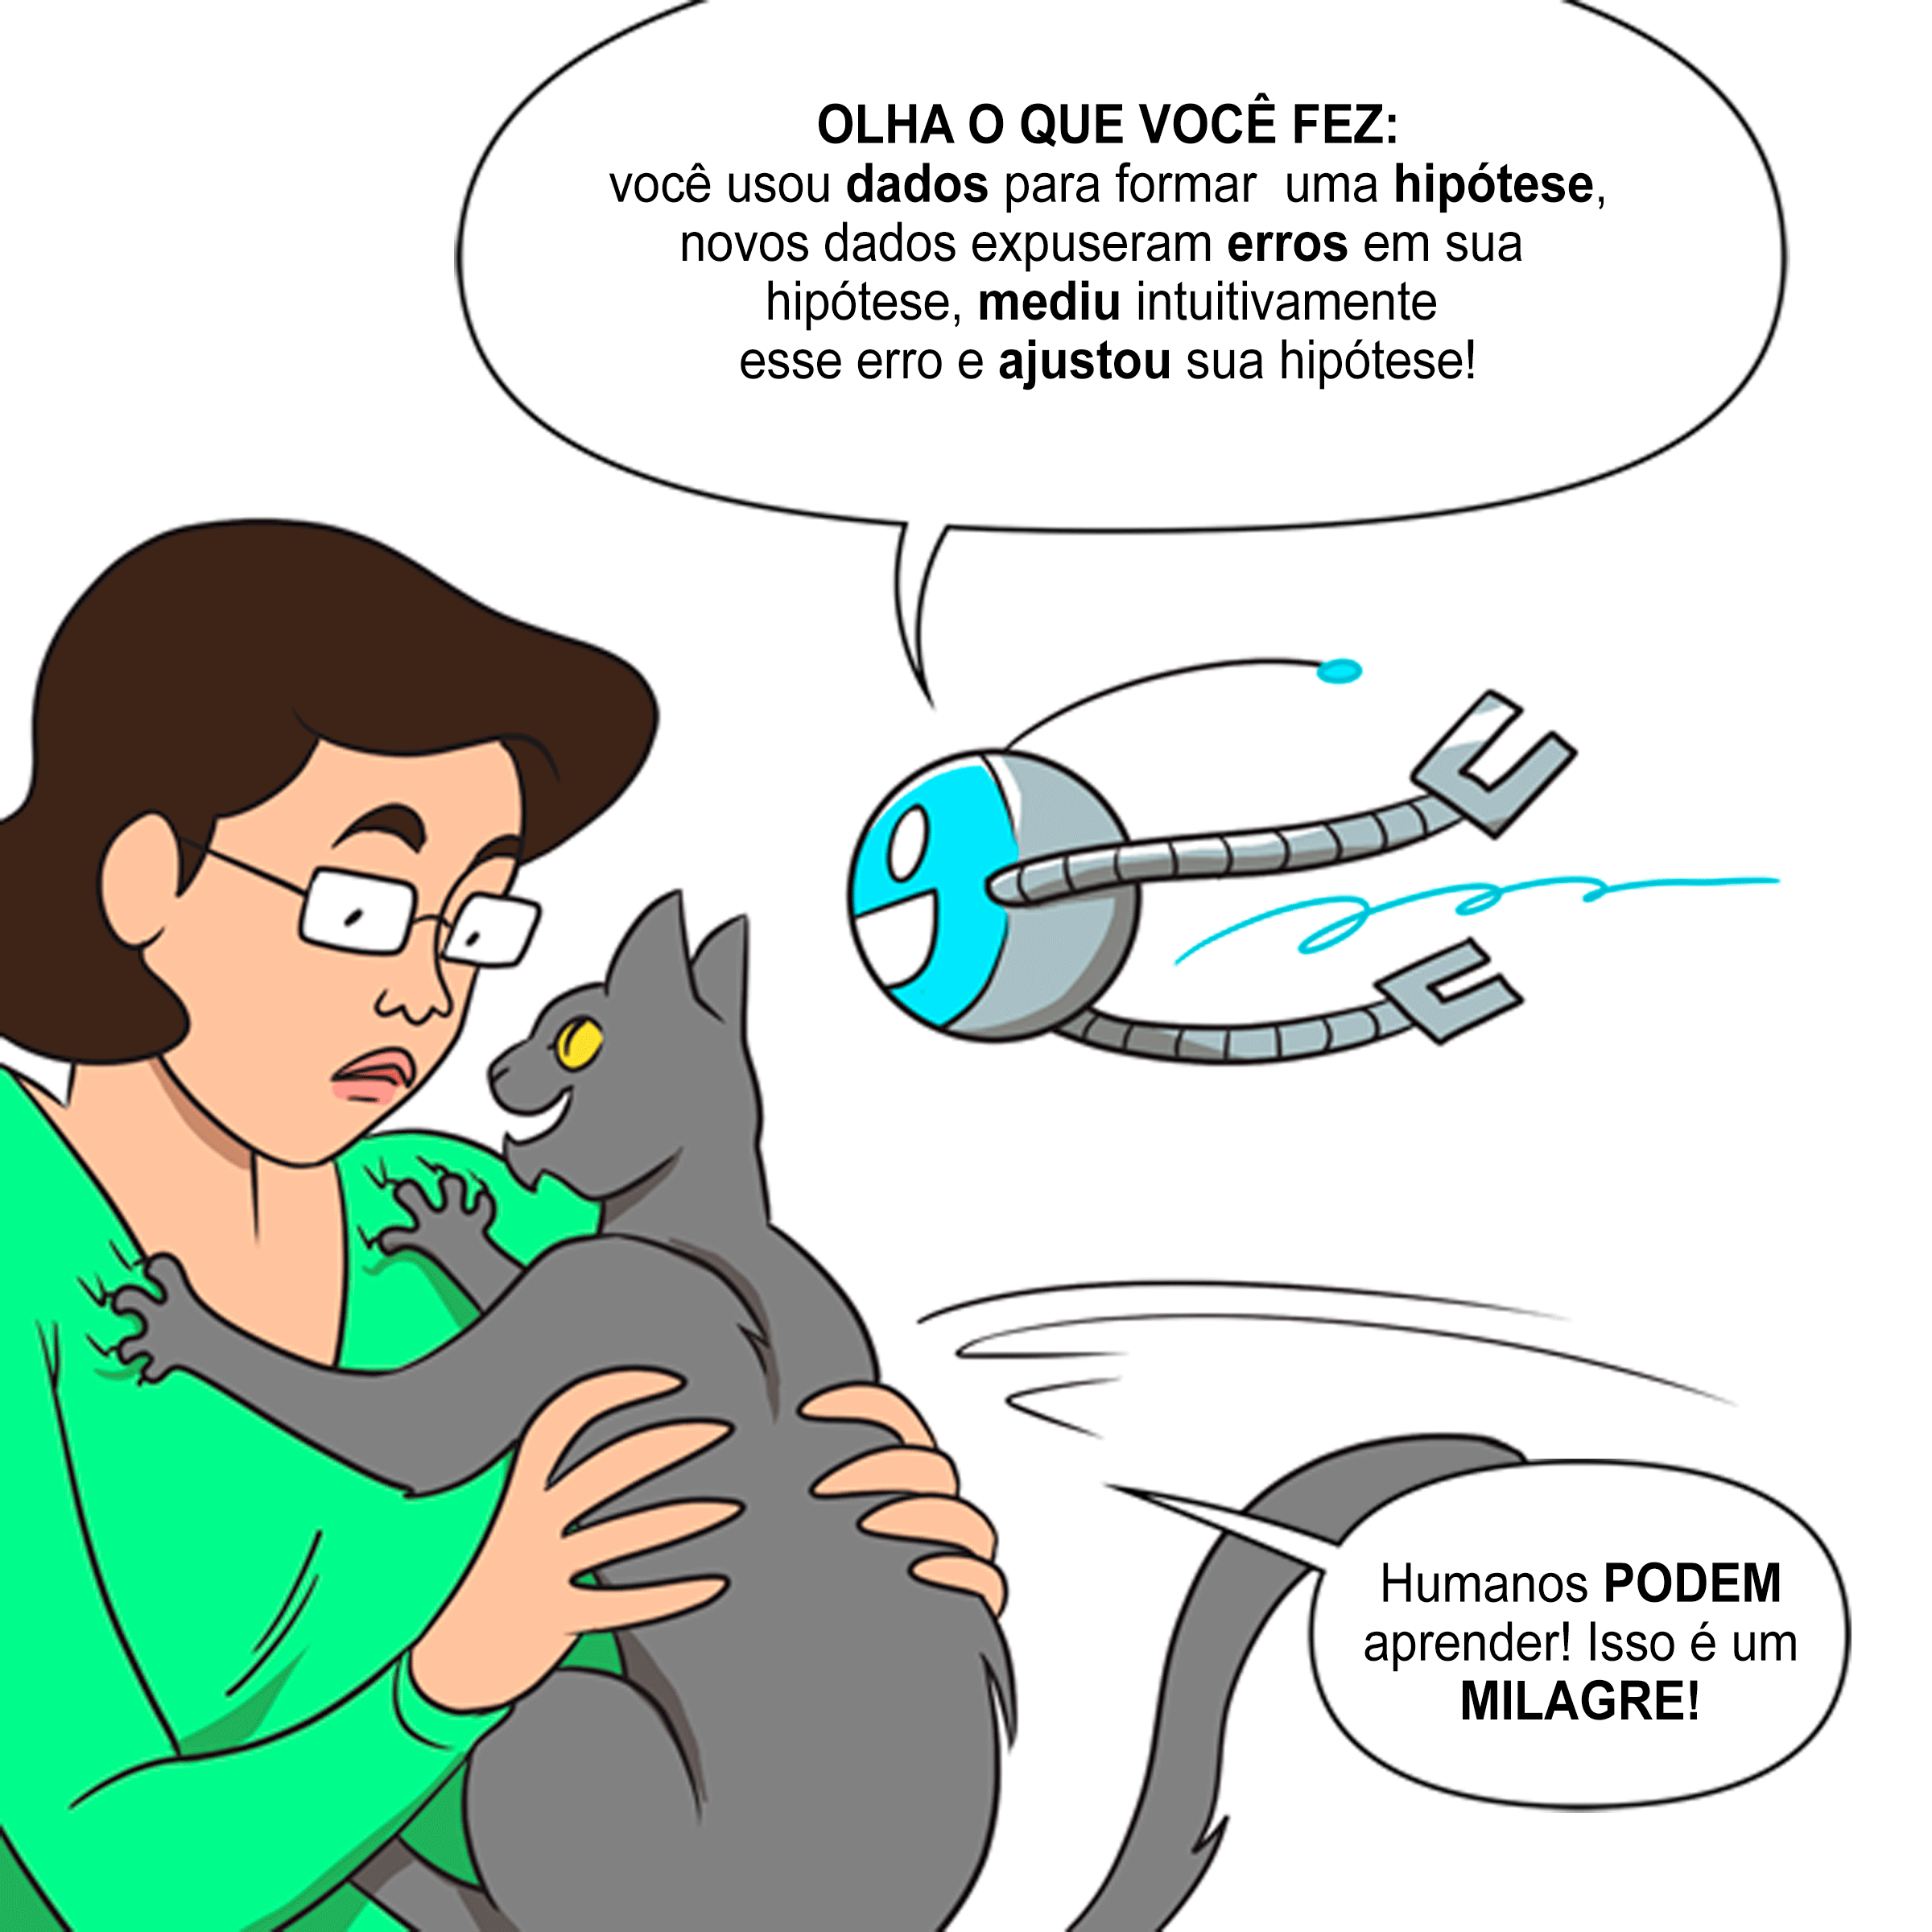 OLHA O QUE VOCÊ FEZ:
você usou dados para formar uma hipótese,
novos dados expuseram erros em sua
hipótese, mediu intuitivamente
esse erro e ajustou sua hipótese!
Humanos PODEM
aprender! Isso é um
MILAGRE!